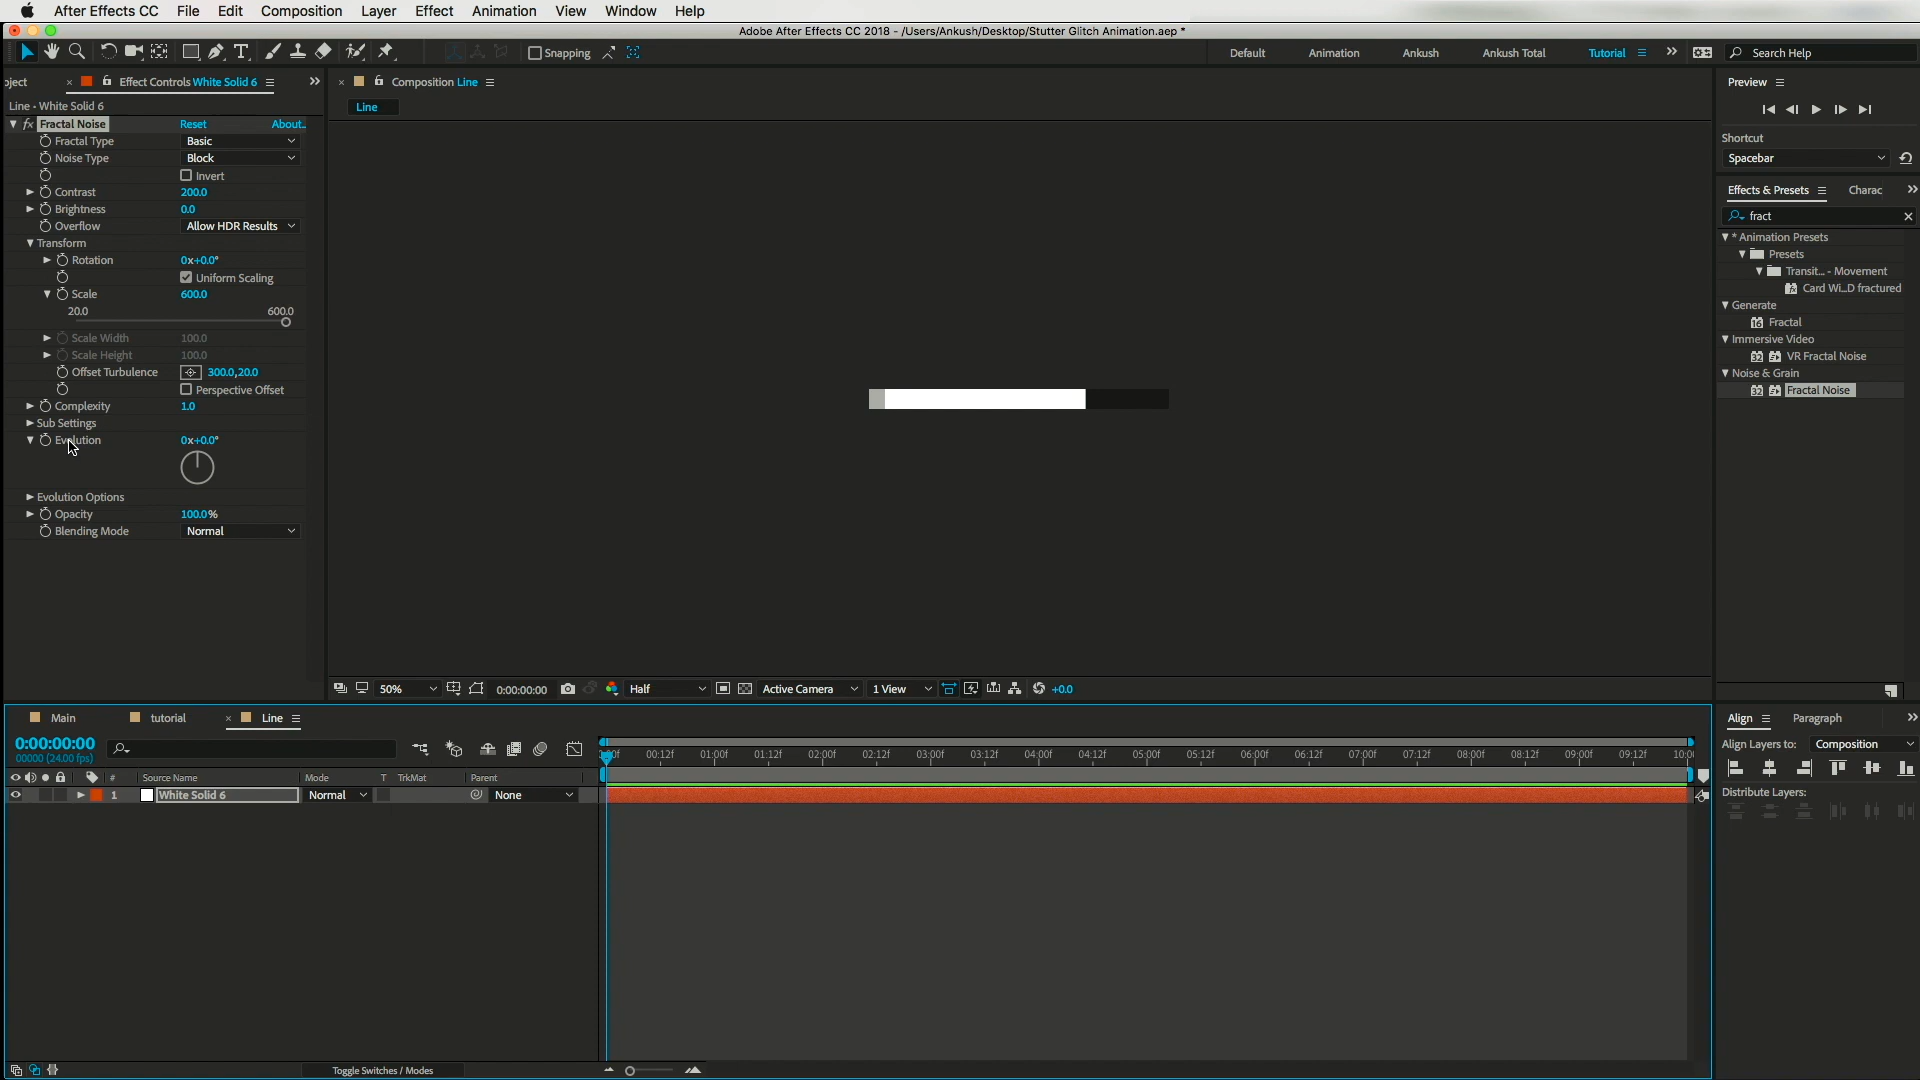 After Effects CC File Edit Composition Layer Effect Animation View Window Help
Adobe After Effects CC 2018 - /Users/Ankush/Desktop/Stutter Glitch Animation.aep *
Snapping Default Animation Ankush Ankush Total Tutorial Search Help
oject Effect Controls White Solid 6 Composition Line
Line • White Solid 6
Line
fx Fractal Noise Reset About..
Fractal Type Basic
Noise Type Block
Invert
Contrast 200.0
Brightness 0.0
Overflow Allow HDR Results
Transform
Rotation 0x+0.0°
Uniform Scaling
Scale 600.0
20.0 600.0
Scale Width 100.0
Scale Height 100.0
Offset Turbulence 300.0,20.0
Perspective Offset
Complexity 1.0
Sub Settings
Evolution 0x+0.0°
Evolution Options
Opacity 100.0%
Blending Mode Normal
Preview
Shortcut
Spacebar
Effects & Presets Charac
fract
* Animation Presets
Presets
Transit... - Movement
Card Wi...D fractured
Generate
16 Fractal
Immersive Video
32 VR Fractal Noise
Noise & Grain
32 Fractal Noise
50% 0:00:00:00 Half Active Camera 1 View +0.0
Main tutorial Line
0:00:00:00
00000 (24.00 fps)
00:12f 01:00f 01:12f 02:00f 02:12f 03:00f 03:12f 04:00f 04:12f 05:00f 05:12f 06:00f 06:12f 07:00f 07:12f 08:00f 08:12f 09:00f 09:12f 10:0
# Source Name Mode T TrkMat Parent
1 White Solid 6 Normal None
Toggle Switches / Modes
Align Paragraph
Align Layers to: Composition
Distribute Layers: